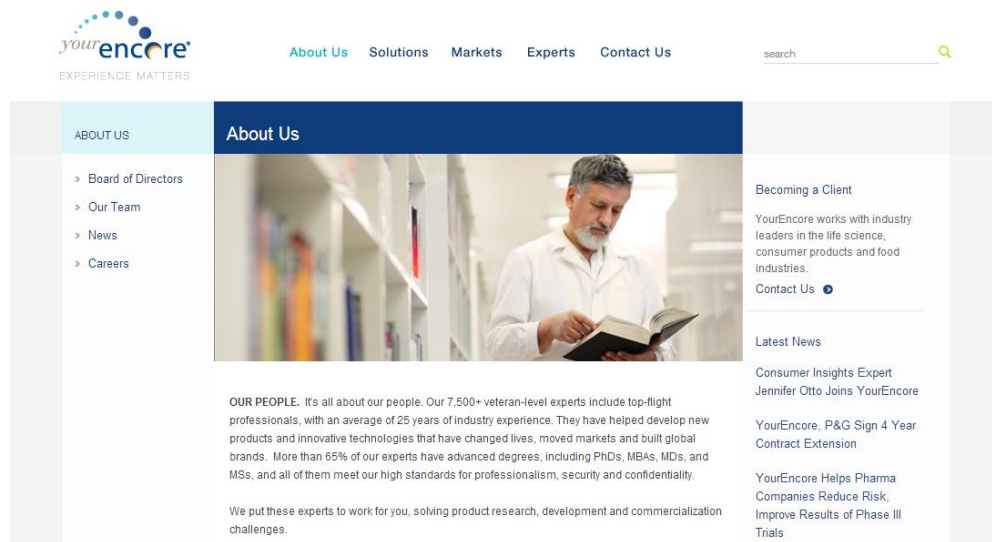 yourencore®
EXPERIENCE MATTERS
About Us Solutions Markets Experts Contact Us
search
ABOUT US
Board of Directors
Our Team
News
Careers
About Us
OUR PEOPLE. It's all about our people. Our 7,500+ veteran-level experts include top-flight
professionals, with an average of 25 years of industry experience. They have helped develop new
products and innovative technologies that have changed lives, moved markets and built global
brands. More than 65% of our experts have advanced degrees, including PhDs, MBAs, MDs, and
MSs, and all of them meet our high standards for professionalism, security and confidentiality.
We put these experts to work for you, solving product research, development and commercialization
challenges.
Becoming a Client
YourEncore works with industry
leaders in the life science,
consumer products and food
industries.
Contact Us
Latest News
Consumer Insights Expert
Jennifer Otto Joins YourEncore
YourEncore, P&G Sign 4 Year
Contract Extension
YourEncore Helps Pharma
Companies Reduce Risk,
Improve Results of Phase III
Trials